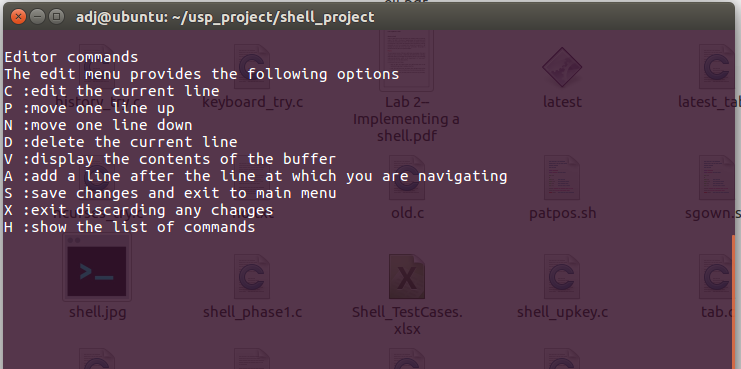 adj@ubuntu: ~/usp_project/shell_project
Editor commands
The edit menu provides the following options
C :edit the current line
P :move one line up
N :move one line down
D :delete the current line
V :display the contents of the buffer
A :add a line after the line at which you are navigating
S :save changes and exit to main menu
X :exit discarding any changes
H :show the list of commands
history_try.c
keyboard_try.c
Lab 2–
Implementing a
shell.pdf
latest
latest_ta
old.c
patpos.sh
sgown.s
shell.jpg
shell_phase1.c
Shell_TestCases.
xlsx
shell_upkey.c
tab.c